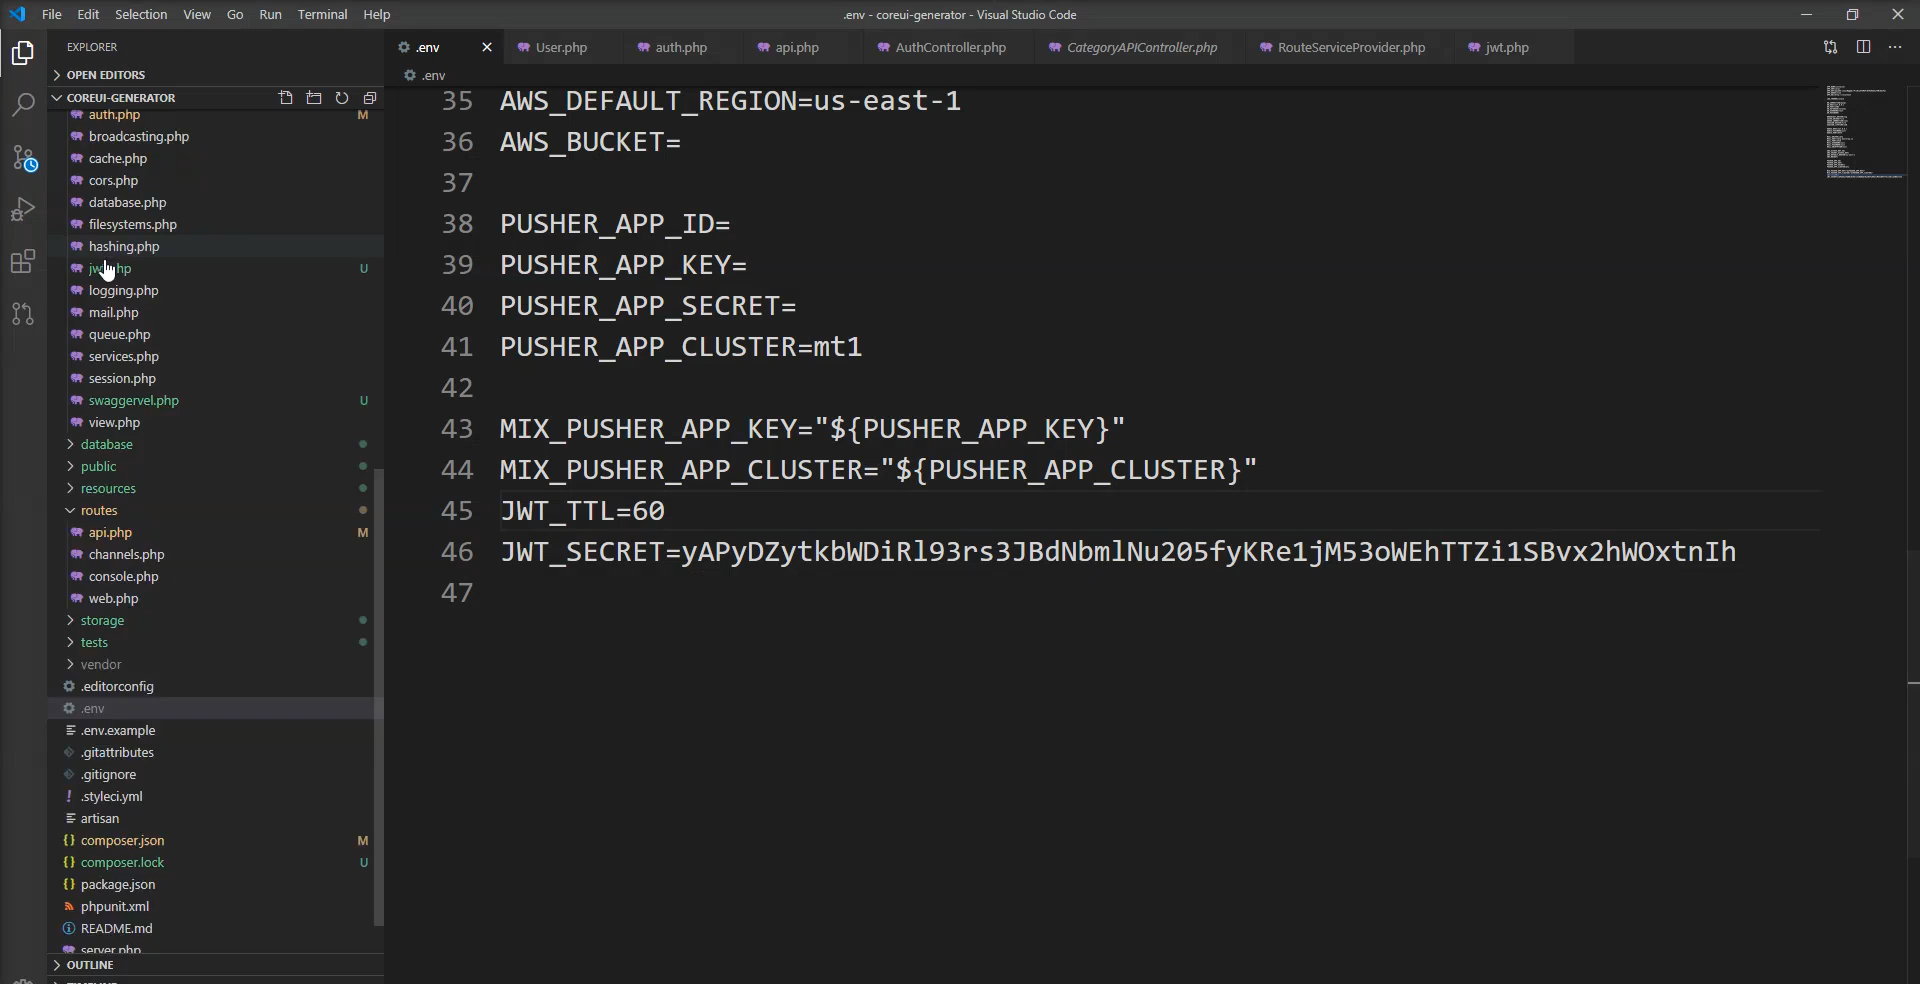 File Edit Selection View Go Run Terminal Help
.env - coreui-generator - Visual Studio Code
EXPLORER
OPEN EDITORS
COREUI-GENERATOR
auth.php M
broadcasting.php
cache.php
cors.php
database.php
filesystems.php
hashing.php
U
logging.php
mail.php
queue.php
services.php
session.php
swaggervel.php U
view.php
database
public
resources
routes
api.php M
channels.php
console.php
web.php
storage
tests
vendor
.editorconfig
.env
.env.example
.gitattributes
.gitignore
.styleci.yml
artisan
composer.json M
composer.lock U
package.json
phpunit.xml
README.md
server.php
OUTLINE
.env User.php auth.php api.php AuthController.php CategoryAPIController.php RouteServiceProvider.php jwt.php
.env
35 AWS_DEFAULT_REGION=us-east-1
36 AWS_BUCKET=
37
38 PUSHER_APP_ID=
39 PUSHER_APP_KEY=
40 PUSHER_APP_SECRET=
41 PUSHER_APP_CLUSTER=mt1
42
43 MIX_PUSHER_APP_KEY="${PUSHER_APP_KEY}"
44 MIX_PUSHER_APP_CLUSTER="${PUSHER_APP_CLUSTER}"
45 JWT_TTL=60
46 JWT_SECRET=yAPyDZytkbWDiRl93rs3JBdNbmlNu205fyKRe1jM53oWEhTTZi1SBvx2hWOxtnIh
47